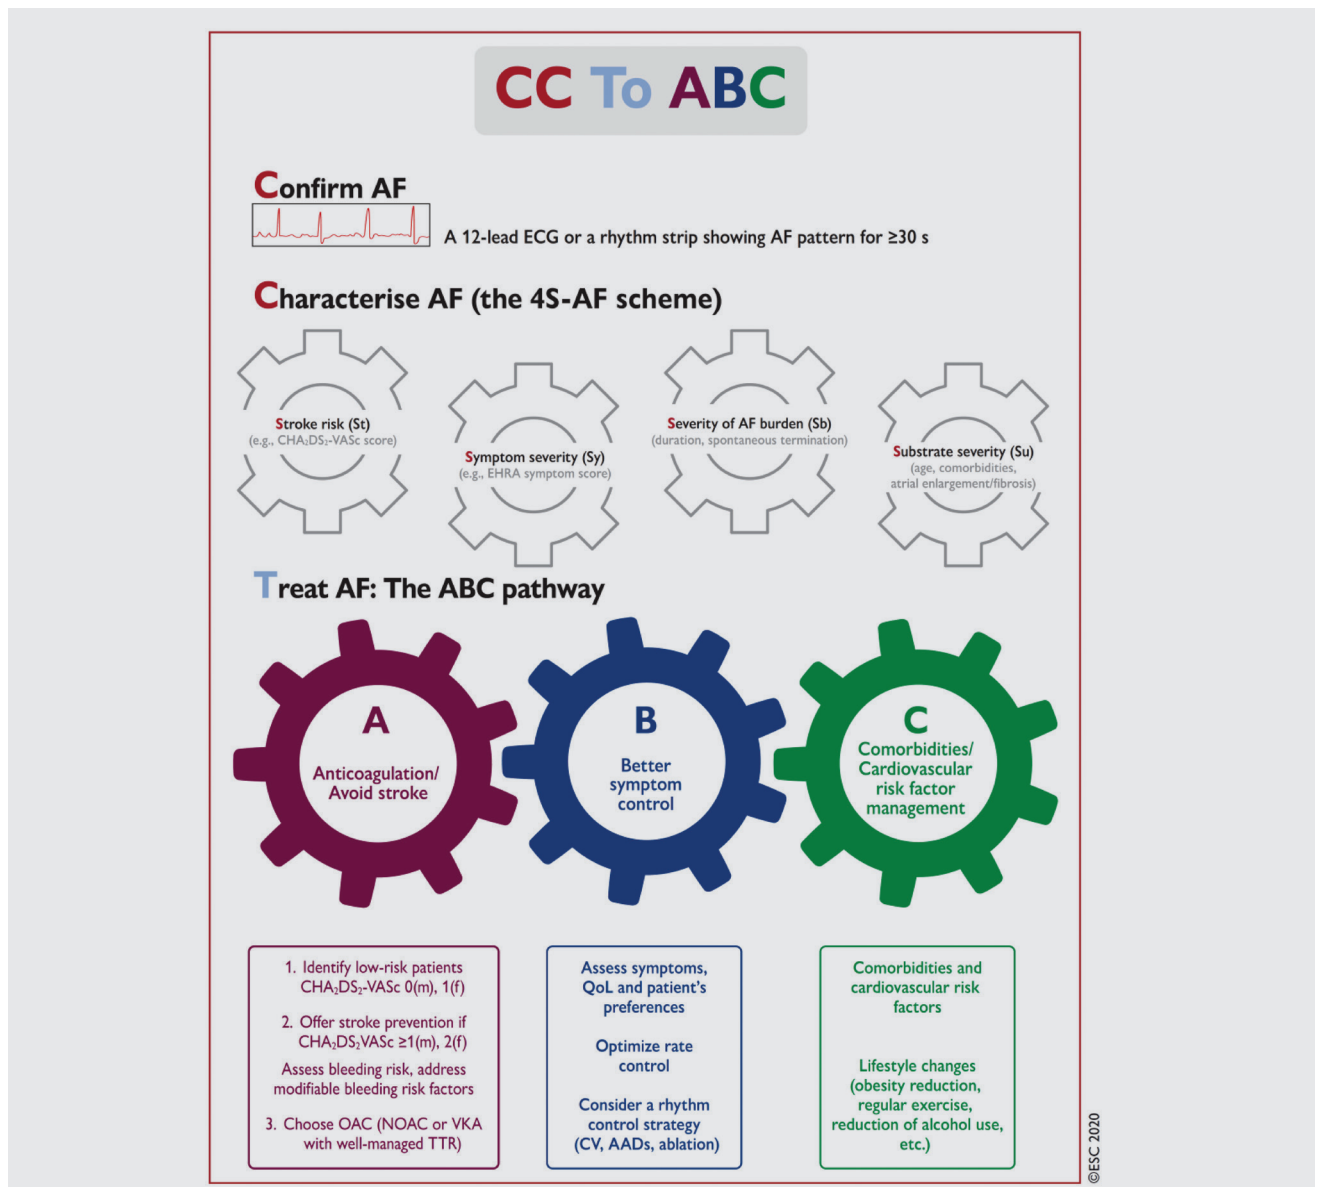 CC To ABC
Confirm AF
A 12-lead ECG or a rhythm strip showing AF pattern for ≥30 s
Characterise AF (the 4S-AF scheme)
Stroke risk (St)
(e.g., CHA₂DS₂-VASc score)
Symptom severity (Sy)
(e.g., EHRA symptom score)
Severity of AF burden (Sb)
(duration, spontaneous termination)
Substrate severity (Su)
(age, comorbidities,
atrial enlargement/fibrosis)
Treat AF: The ABC pathway
A
Anticoagulation/
Avoid stroke
B
Better
symptom
control
C
Comorbidities/
Cardiovascular
risk factor
management
1. Identify low-risk patients
CHA₂DS₂-VASc 0(m), 1(f)
2. Offer stroke prevention if
CHA₂DS₂VASc ≥1(m), 2(f)
Assess bleeding risk, address
modifiable bleeding risk factors
3. Choose OAC (NOAC or VKA
with well-managed TTR)
Assess symptoms,
QoL and patient's
preferences
Optimize rate
control
Consider a rhythm
control strategy
(CV, AADs, ablation)
Comorbidities and
cardiovascular risk
factors
Lifestyle changes
(obesity reduction,
regular exercise,
reduction of alcohol use,
etc.)
©ESC 2020